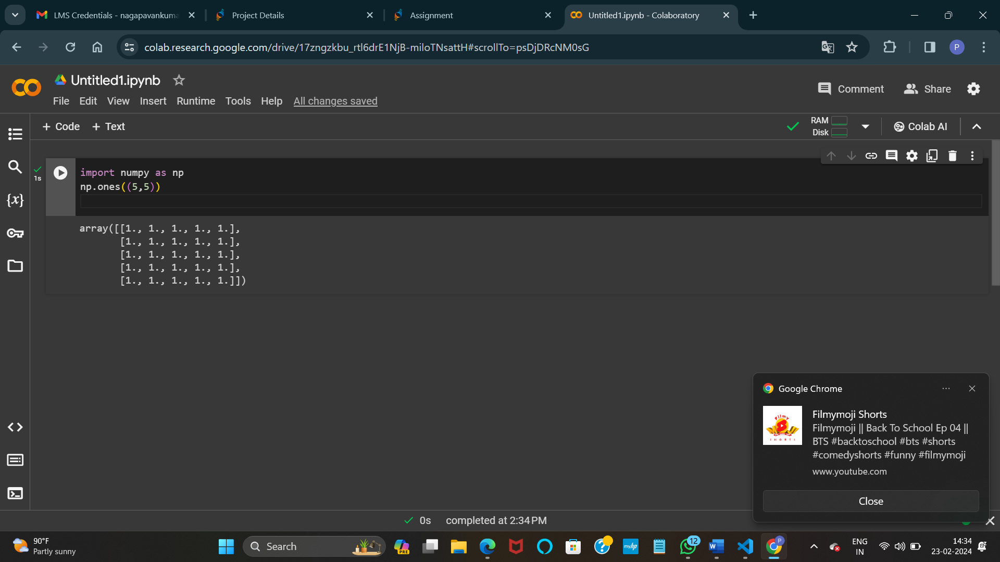 LMS Credentials - nagapavankuma
Project Details
Assignment
Untitled1.ipynb - Colaboratory
colab.research.google.com/drive/17zngzkbu_rtl6drE1NjB-miloTNsattH#scrollTo=psDjDRcNM0sG
P
Untitled1.ipynb
File Edit View Insert Runtime Tools Help All changes saved
Comment
Share
+ Code + Text
RAM
Disk
Colab AI
1s
import numpy as np
np.ones((5,5))
{x}
array([[1., 1., 1., 1., 1.],
[1., 1., 1., 1., 1.],
[1., 1., 1., 1., 1.],
[1., 1., 1., 1., 1.],
[1., 1., 1., 1., 1.]])
Google Chrome
Filmy
SHORTS
Filmymoji Shorts
Filmymoji || Back To School Ep 04 ||
BTS #backtoschool #bts #shorts
#comedyshorts #funny #filmymoji
www.youtube.com
Close
0s completed at 2:34 PM
90°F
Partly sunny
Search
PRE
myhp
12
P
ENG
IN
14:34
23-02-2024